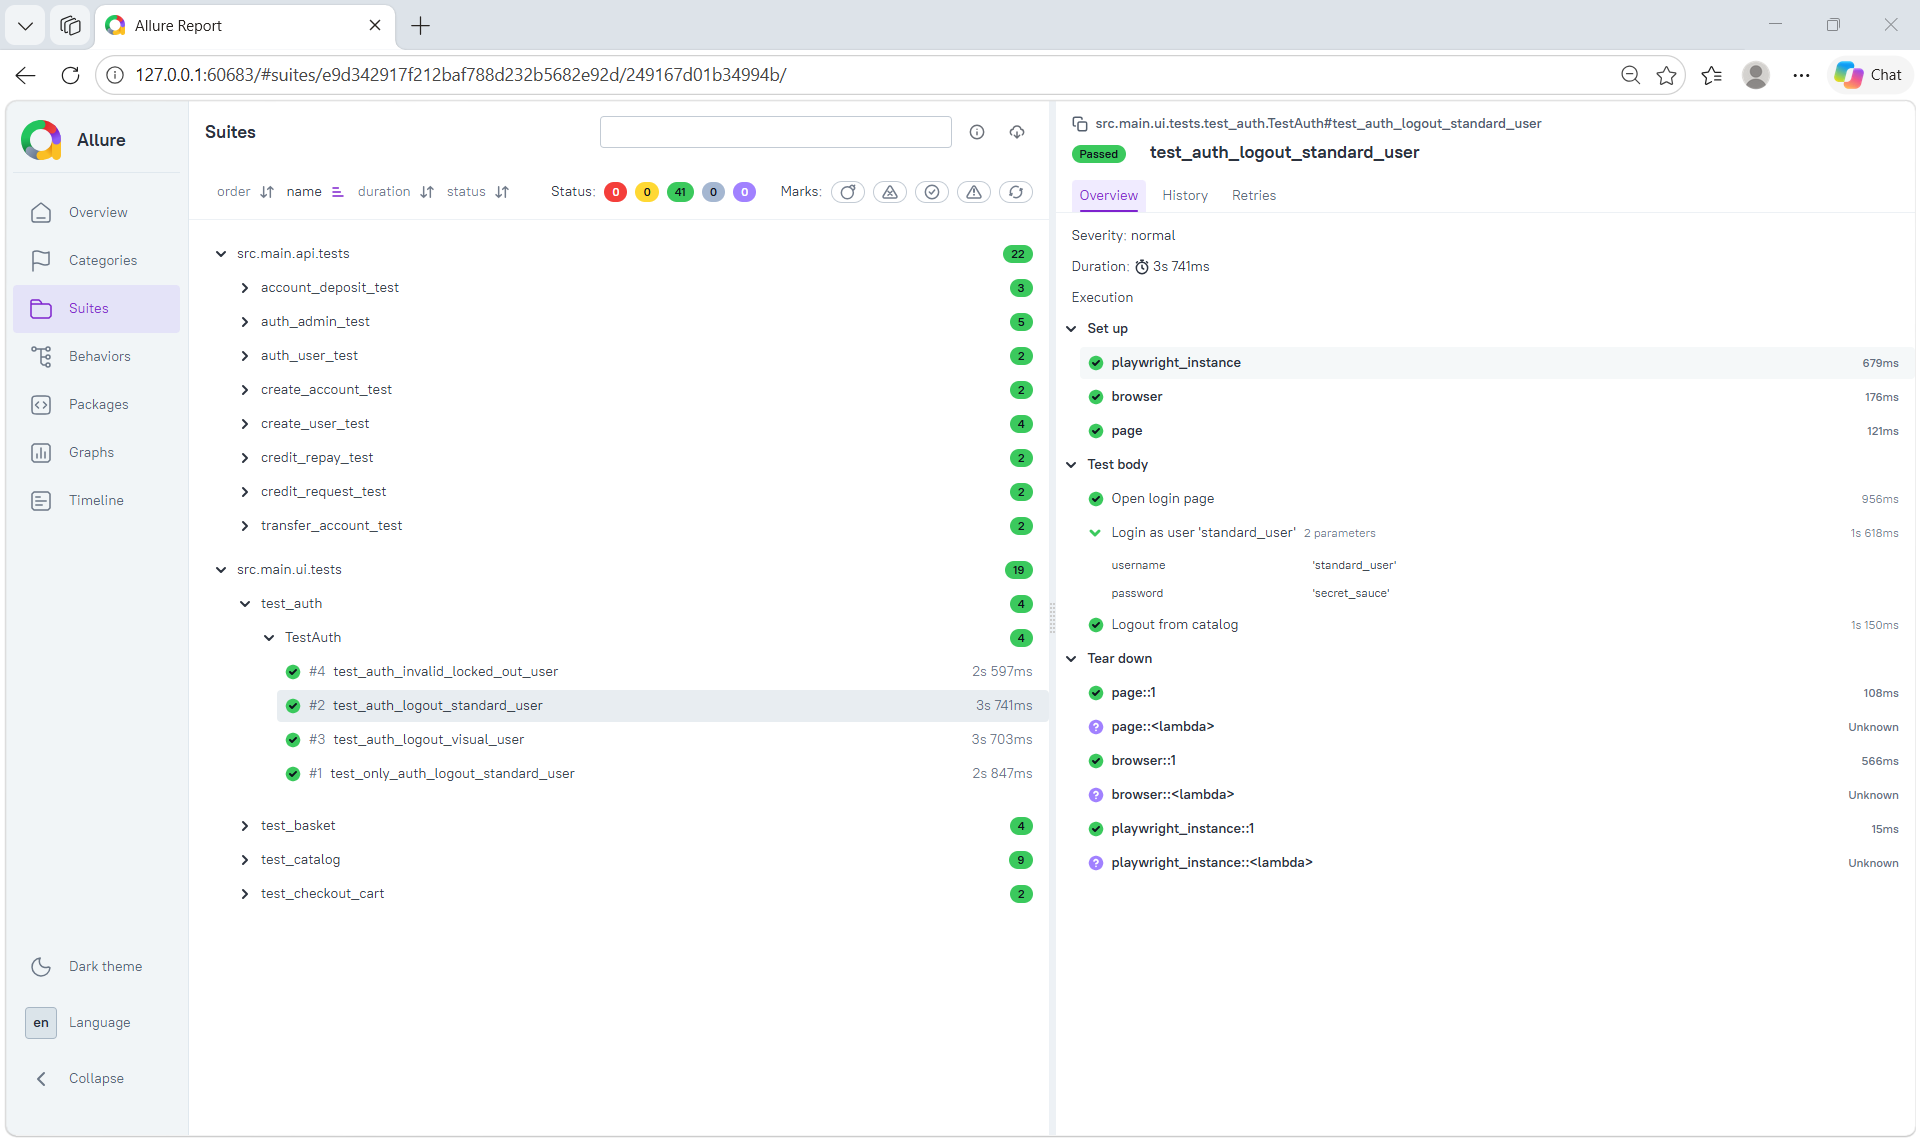 Allure Report
127.0.0.1:60683/#suites/e9d342917f212baf788d232b5682e92d/249167d01b34994b/
Chat
Allure
Overview
Categories
Suites
Behaviors
Packages
Graphs
Timeline
Dark theme
en Language
Collapse
Suites
order name duration status Status: 0 0 41 0 0 Marks:
src.main.api.tests 22
account_deposit_test 3
auth_admin_test 5
auth_user_test 2
create_account_test 2
create_user_test 4
credit_repay_test 2
credit_request_test 2
transfer_account_test 2
src.main.ui.tests 19
test_auth 4
TestAuth 4
#4 test_auth_invalid_locked_out_user 2s 597ms
#2 test_auth_logout_standard_user 3s 741ms
#3 test_auth_logout_visual_user 3s 703ms
#1 test_only_auth_logout_standard_user 2s 847ms
test_basket 4
test_catalog 9
test_checkout_cart 2
src.main.ui.tests.test_auth.TestAuth#test_auth_logout_standard_user
Passed test_auth_logout_standard_user
Overview History Retries
Severity: normal
Duration: 3s 741ms
Execution
Set up
playwright_instance 679ms
browser 176ms
page 121ms
Test body
Open login page 956ms
Login as user 'standard_user' 2 parameters 1s 618ms
username 'standard_user'
password 'secret_sauce'
Logout from catalog 1s 150ms
Tear down
page::1 108ms
page::<lambda> Unknown
browser::1 566ms
browser::<lambda> Unknown
playwright_instance::1 15ms
playwright_instance::<lambda> Unknown